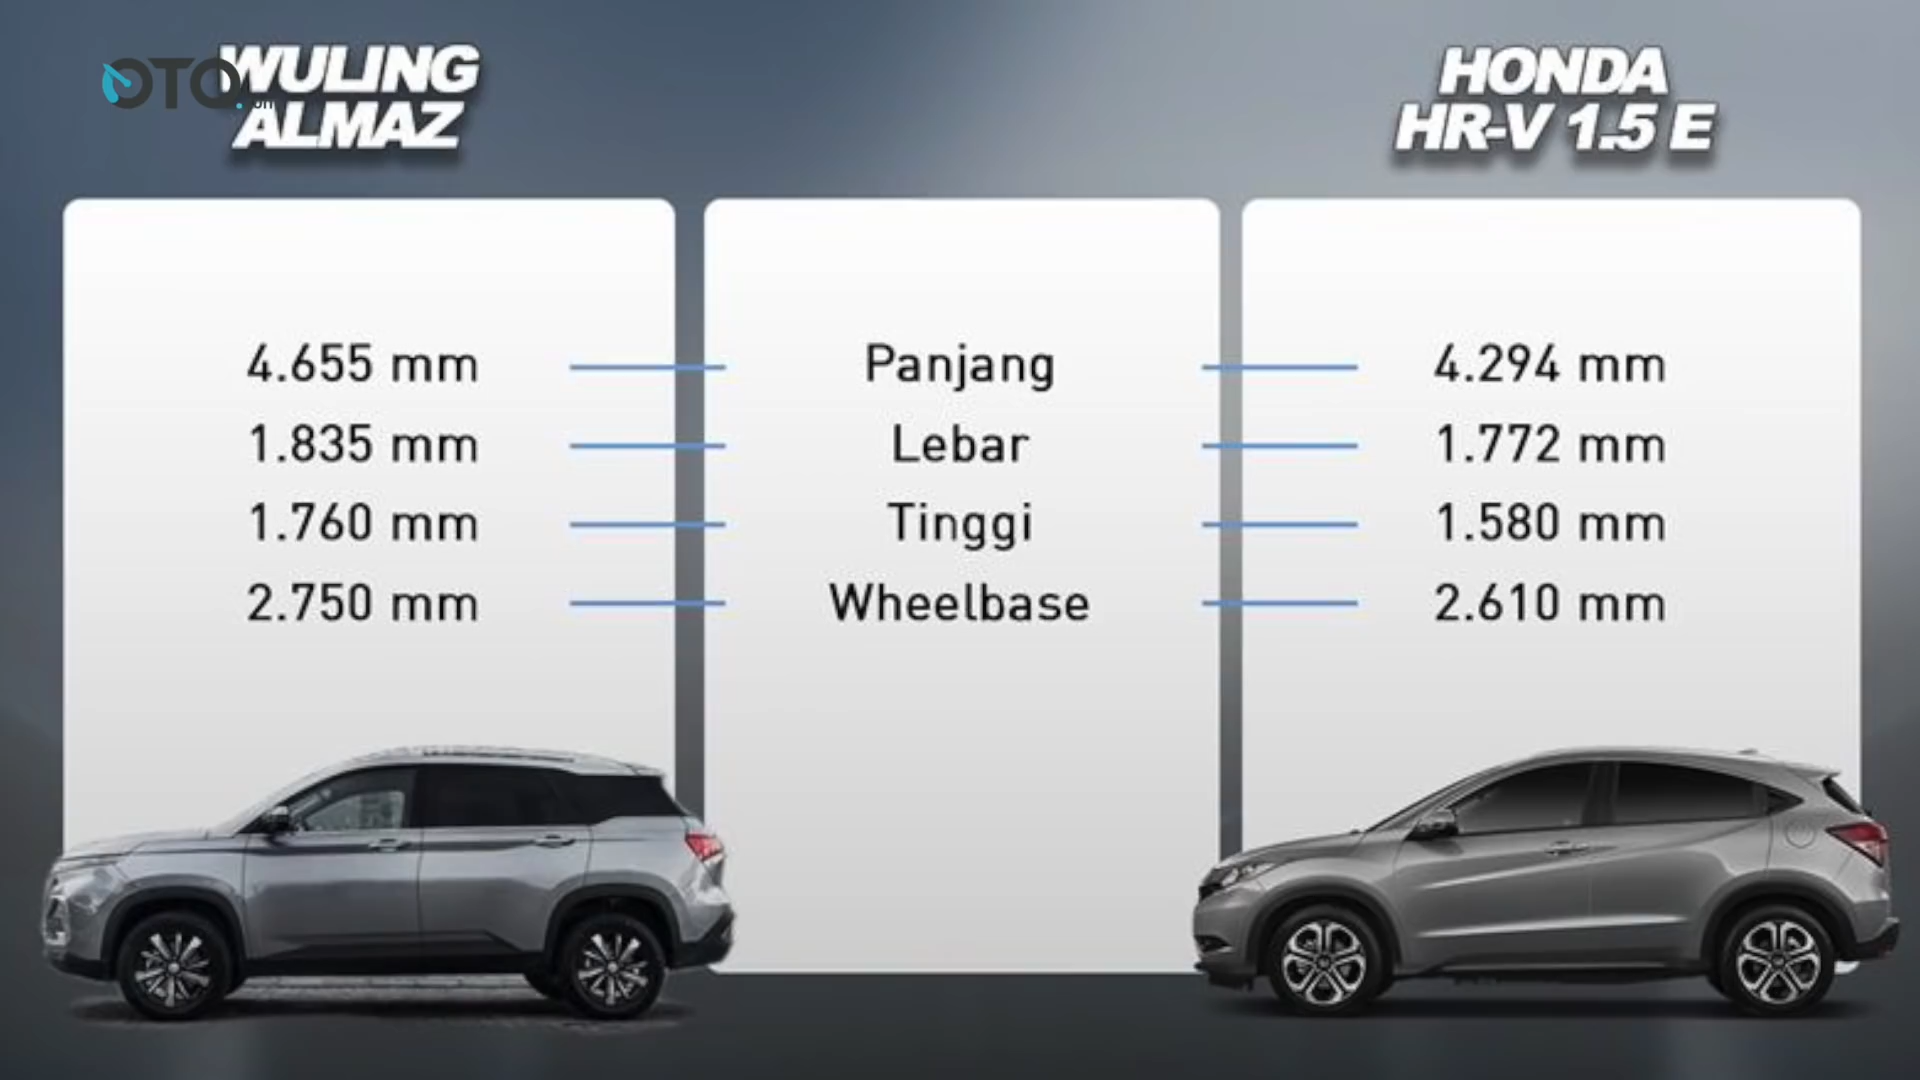 WULING
ALMAZ
OTO.com
HONDA
HR-V 1.5 E
4.655 mm Panjang 4.294 mm
1.835 mm Lebar 1.772 mm
1.760 mm Tinggi 1.580 mm
2.750 mm Wheelbase 2.610 mm